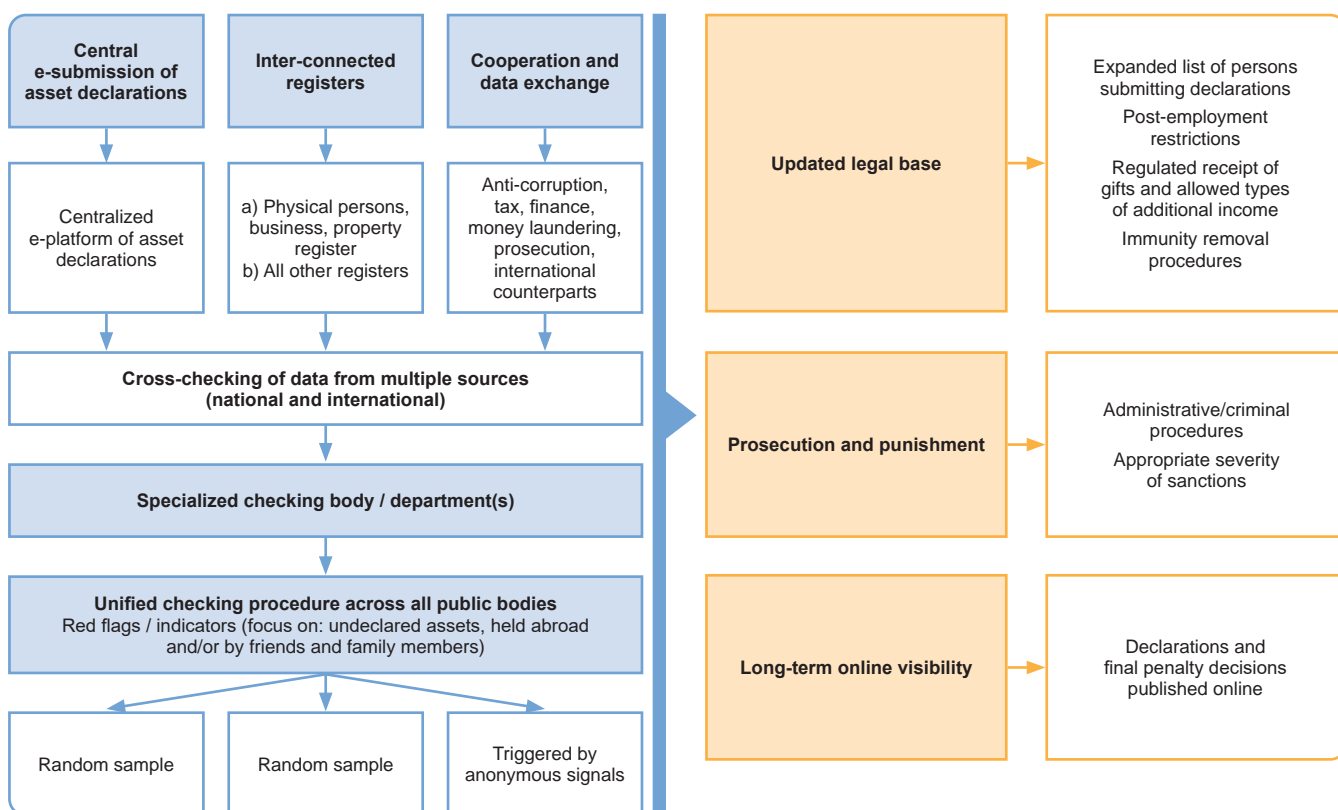 Central
e-submission of
asset declarations
Inter-connected
registers
Cooperation and
data exchange
Centralized
e-platform of asset
declarations
a) Physical persons,
business, property
register
b) All other registers
Anti-corruption,
tax, finance,
money laundering,
prosecution,
international
counterparts
Cross-checking of data from multiple sources
(national and international)
Specialized checking body / department(s)
Unified checking procedure across all public bodies
Red flags / indicators (focus on: undeclared assets, held abroad
and/or by friends and family members)
Random sample
Random sample
Triggered by
anonymous signals
Updated legal base
Expanded list of persons
submitting declarations
Post-employment
restrictions
Regulated receipt of
gifts and allowed types
of additional income
Immunity removal
procedures
Prosecution and punishment
Administrative/criminal
procedures
Appropriate severity
of sanctions
Long-term online visibility
Declarations and
final penalty decisions
published online